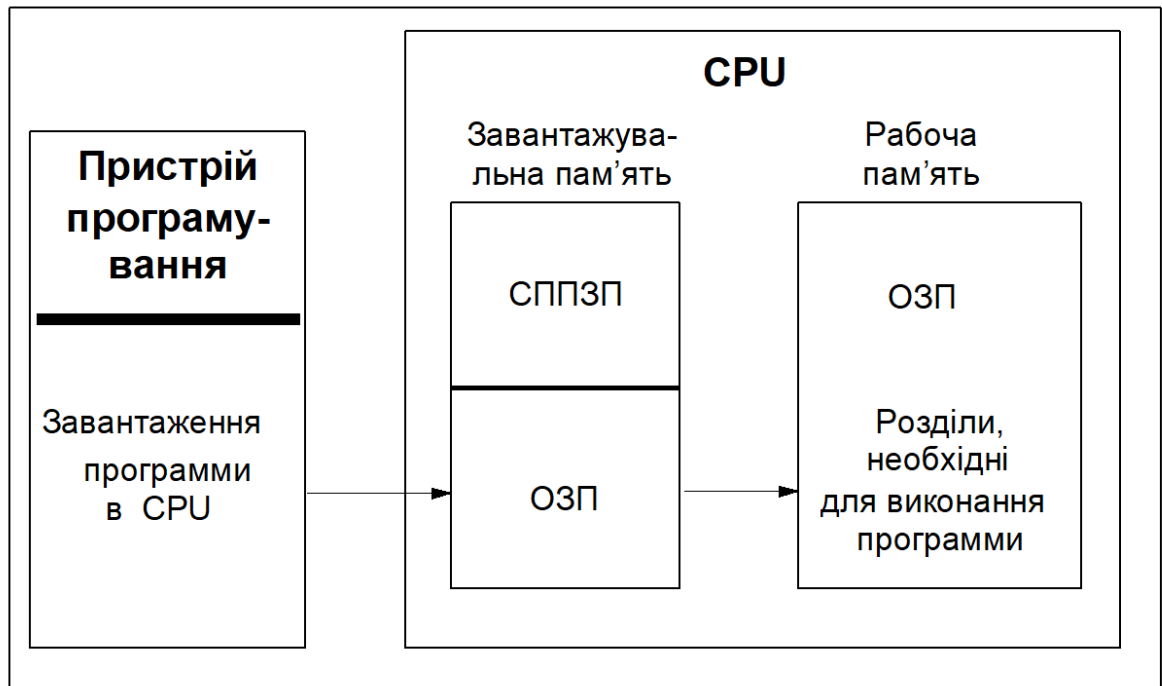 CPU
Пристрій
програму-
вання
Завантаження
программи
в CPU
Завантажува-
льна пам’ять
СППЗП
ОЗП
Рабоча
пам’ять
ОЗП
Розділи,
необхідні
для виконання
программи